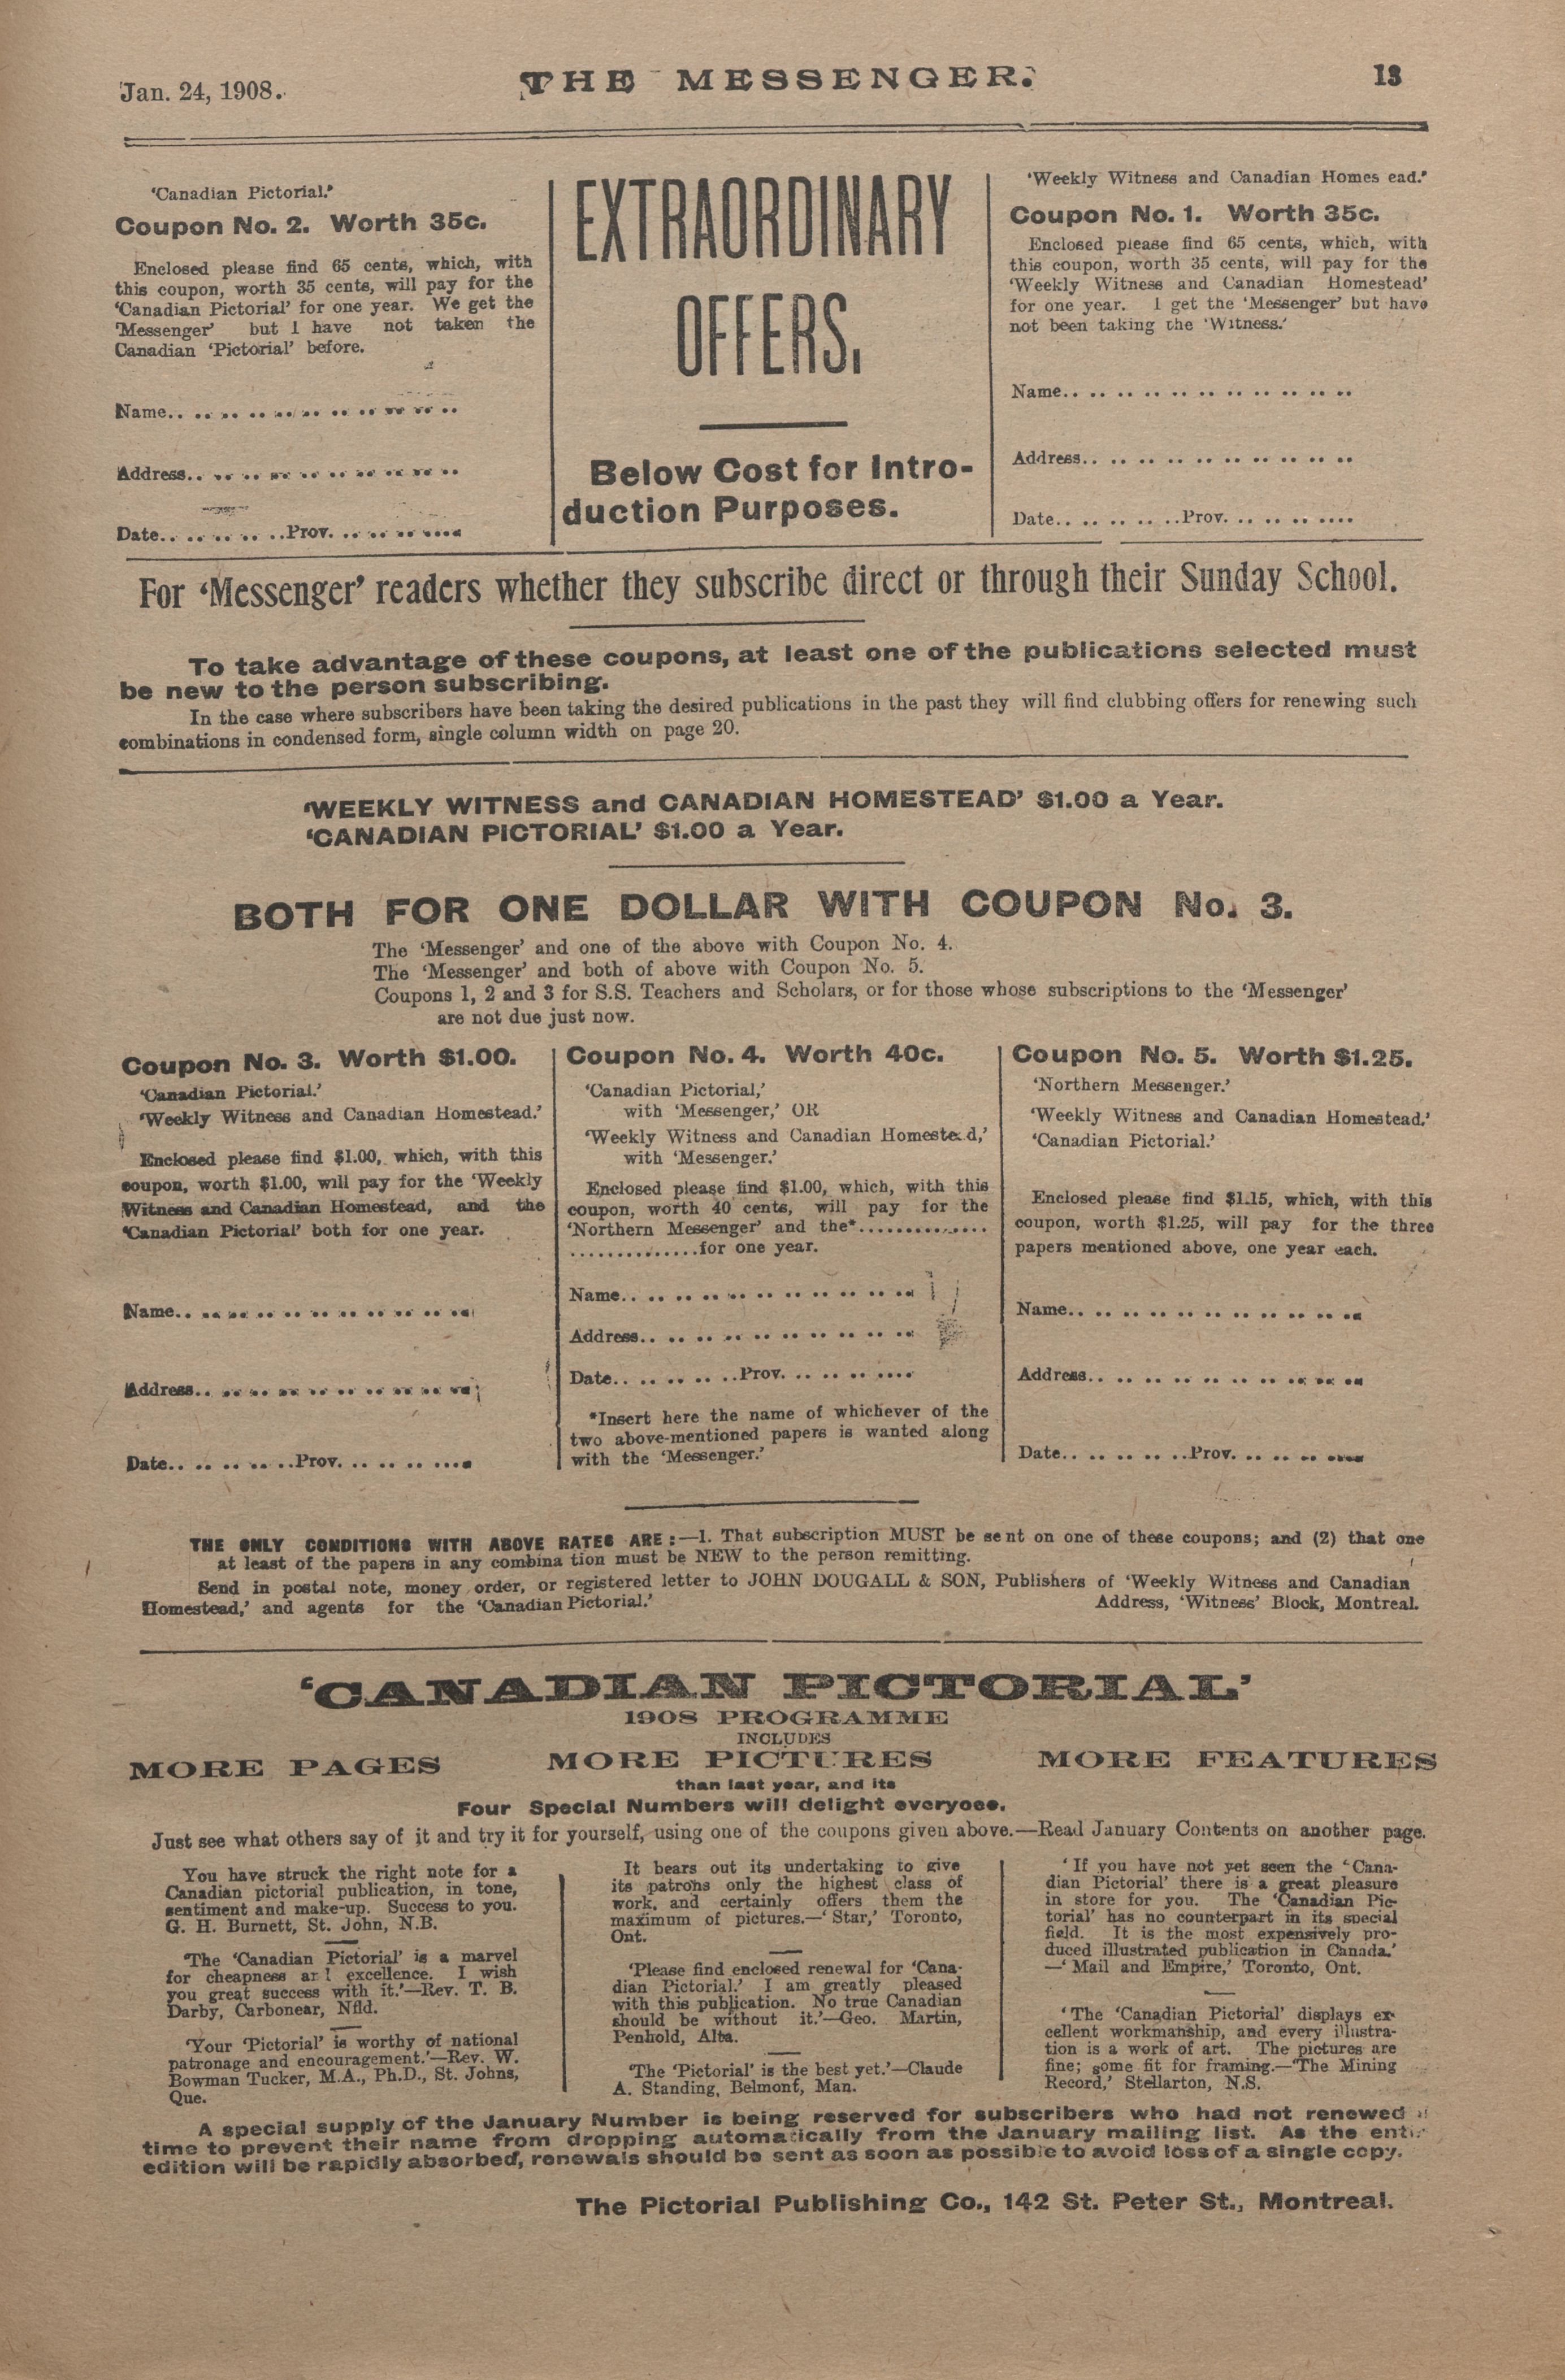 Jan. 24, 1908.
THE MESSENGER.
13
'Canadian Pictorial.'
Coupon No. 2. Worth 35c.
Enclosed please find 65 cents, which, with
this coupon, worth 35 cents, will pay for the
'Canadian Pictorial' for one year. We get the
'Messenger' but I have not taken the
Canadian 'Pictorial' before.
Name.. .. .. .. .. .. .. .. .. .. ..
Address.. .. .. .. .. .. .. .. .. ..
Date.. .. .. .. ..Prov. .. .. .. ....
EXTRAORDINARY
OFFERS.
Below Cost for Intro-
duction Purposes.
'Weekly Witness and Canadian Homes ead.'
Coupon No. 1. Worth 35c.
Enclosed please find 65 cents, which, with
this coupon, worth 35 cents, will pay for the
'Weekly Witness and Canadian Homestead'
for one year. I get the 'Messenger' but have
not been taking the 'Witness.'
Name.. .. .. .. .. .. .. .. .. .. ..
Address.. .. .. .. .. .. .. .. .. ..
Date.. .. .. .. ..Prov. .. .. .. ....
For 'Messenger' readers whether they subscribe direct or through their Sunday School.
To take advantage of these coupons, at least one of the publications selected must
be new to the person subscribing.
In the case where subscribers have been taking the desired publications in the past they will find clubbing offers for renewing such
combinations in condensed form, single column width on page 20.
'WEEKLY WITNESS and CANADIAN HOMESTEAD' $1.00 a Year.
'CANADIAN PICTORIAL' $1.00 a Year.
BOTH FOR ONE DOLLAR WITH COUPON No. 3.
The 'Messenger' and one of the above with Coupon No. 4.
The 'Messenger' and both of above with Coupon No. 5.
Coupons 1, 2 and 3 for S.S. Teachers and Scholars, or for those whose subscriptions to the 'Messenger'
are not due just now.
Coupon No. 3. Worth $1.00.
'Canadian Pictorial.'
'Weekly Witness and Canadian Homestead.'
Enclosed please find $1.00, which, with this
coupon, worth $1.00, will pay for the 'Weekly
Witness and Canadian Homestead, and the
'Canadian Pictorial' both for one year.
Name.. .. .. .. .. .. .. .. .. .. ..
Address.. .. .. .. .. .. .. .. .. ..
Date.. .. .. .. ..Prov. .. .. .. ....
Coupon No. 4. Worth 40c.
'Canadian Pictorial,'
with 'Messenger,' OR
'Weekly Witness and Canadian Homestead,'
with 'Messenger.'
Enclosed please find $1.00, which, with this
coupon, worth 40 cents, will pay for the
'Northern Messenger' and the*..............
..............for one year.
Name.. .. .. .. .. .. .. .. .. .. ..
Address.. .. .. .. .. .. .. .. .. ..
Date.. .. .. .. ..Prov. .. .. .. ....
*Insert here the name of whichever of the
two above-mentioned papers is wanted along
with the 'Messenger.'
Coupon No. 5. Worth $1.25.
'Northern Messenger.'
'Weekly Witness and Canadian Homestead.'
'Canadian Pictorial.'
Enclosed please find $1.15, which, with this
coupon, worth $1.25, will pay for the three
papers mentioned above, one year each.
Name.. .. .. .. .. .. .. .. .. .. ..
Address.. .. .. .. .. .. .. .. .. ..
Date.. .. .. .. ..Prov. .. .. .. ....
THE ONLY CONDITIONS WITH ABOVE RATES ARE:—1. That subscription MUST be sent on one of these coupons; and (2) that one
at least of the papers in any combina tion must be NEW to the person remitting.
Send in postal note, money order, or registered letter to JOHN DOUGALL & SON, Publishers of 'Weekly Witness and Canadian
Homestead,' and agents for the 'Canadian Pictorial.' Address, 'Witness' Block, Montreal.
'CANADIAN PICTORIAL'
1908 PROGRAMME
INCLUDES
MORE PAGES MORE PICTURES MORE FEATURES
than last year, and its
Four Special Numbers will delight everyoee.
Just see what others say of it and try it for yourself, using one of the coupons given above.—Read January Contents on another page.
You have struck the right note for a
Canadian pictorial publication, in tone,
sentiment and make-up. Success to you.
G. H. Burnett, St. John, N.B.
'The 'Canadian Pictorial' is a marvel
for cheapness and excellence. I wish
you great success with it.'—Rev. T. B.
Darby, Carbonear, Nfld.
'Your 'Pictorial' is worthy of national
patronage and encouragement.'—Rev. W.
Bowman Tucker, M.A., Ph.D., St. Johns,
Que.
It bears out its undertaking to give
its patrons only the highest class of
work, and certainly offers them the
maximum of pictures.—'Star,' Toronto,
Ont.
'Please find enclosed renewal for 'Cana-
dian Pictorial.' I am greatly pleased
with this publication. No true Canadian
should be without it.'—Geo. Martin,
Penhold, Alta.
'The 'Pictorial' is the best yet.'—Claude
A. Standing, Belmont, Man.
'If you have not yet seen the 'Cana-
dian Pictorial' there is a great pleasure
in store for you. The 'Canadian Pic-
torial' has no counterpart in its special
field. It is the most expensively pro-
duced illustrated publication in Canada.'
—'Mail and Empire,' Toronto, Ont.
'The 'Canadian Pictorial' displays ex-
cellent workmanship, and every illustra-
tion is a work of art. The pictures are
fine; some fit for framing.—'The Mining
Record,' Stellarton, N.S.
A special supply of the January Number is being reserved for subscribers who had not renewed
time to prevent their name from dropping automatically from the January mailing list. As the
edition will be rapidly absorbed, renewals should be sent as soon as possible to avoid loss of a single copy.
The Pictorial Publishing Co., 142 St. Peter St., Montreal.